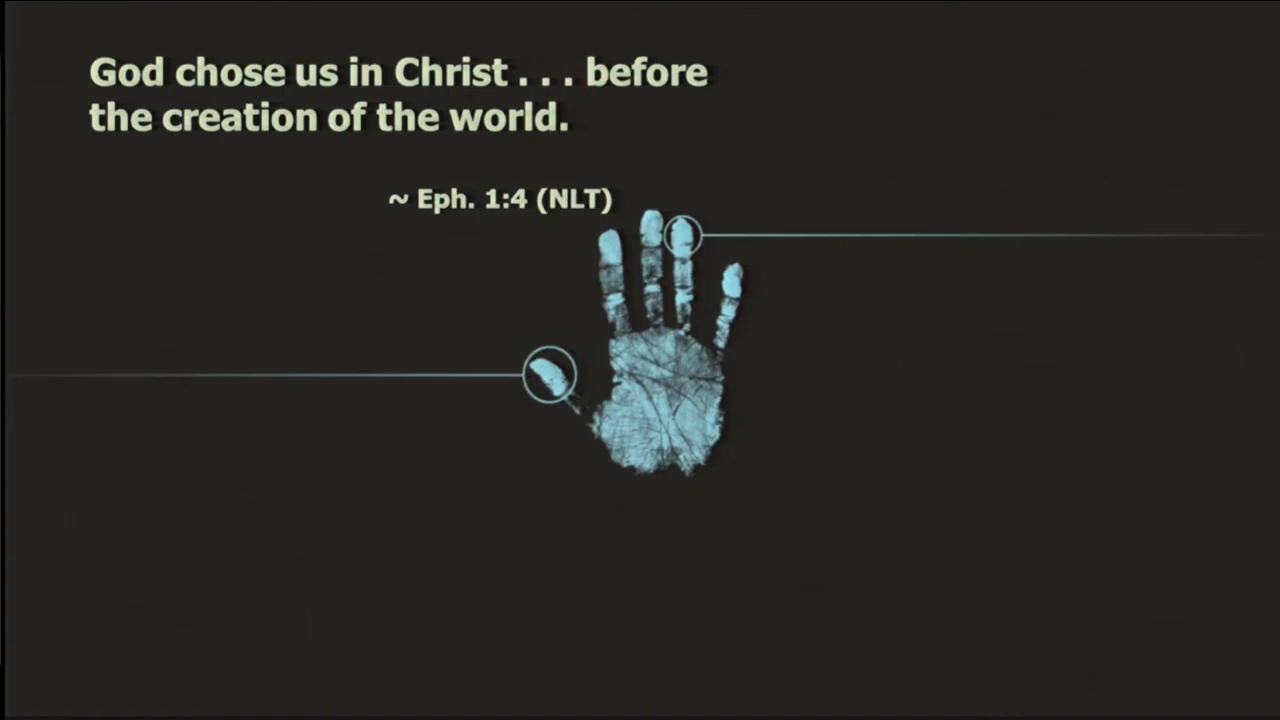 God chose us in Christ . . . before
the creation of the world.
~ Eph. 1:4 (NLT)